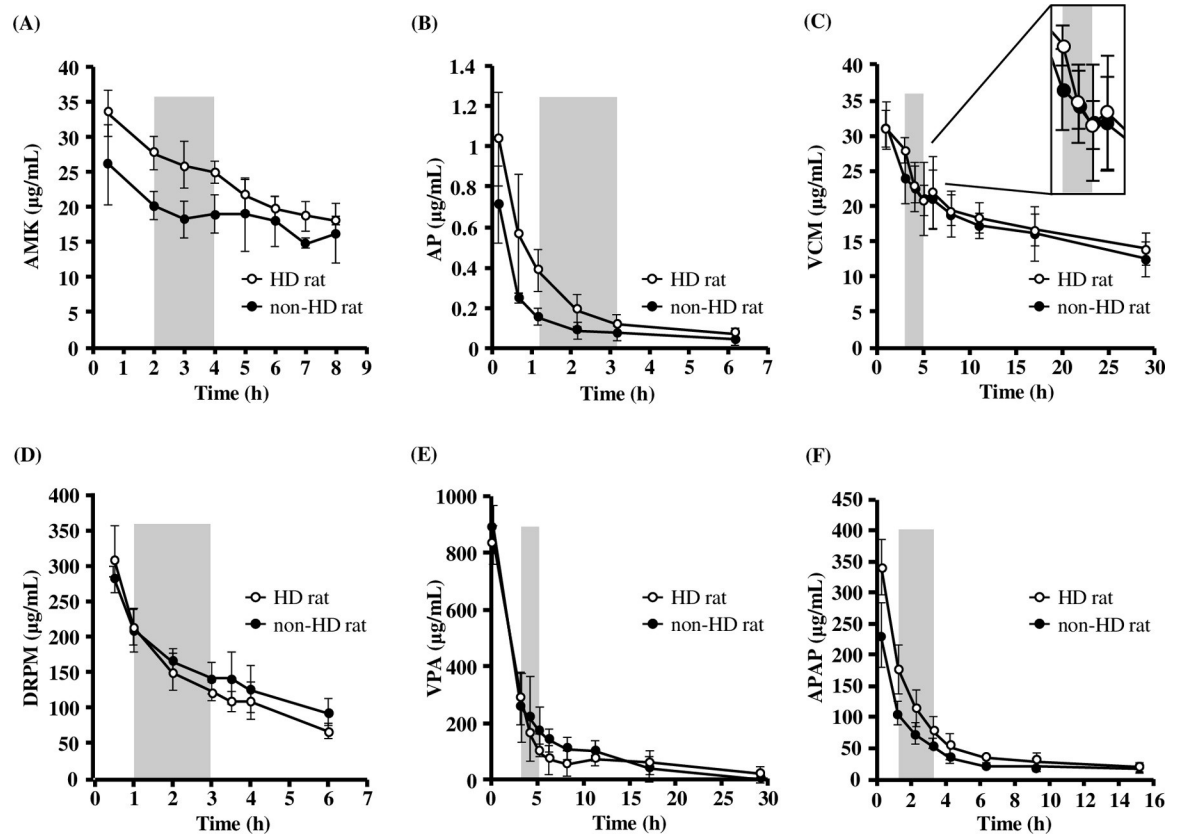 (A)
40
35
30
25
20
15
10
5
0
AMK (µg/mL)
HD rat
non-HD rat
0 1 2 3 4 5 6 7 8 9
Time (h)
(B)
1.4
1.2
1
0.8
0.6
0.4
0.2
0
AP (µg/mL)
HD rat
non-HD rat
0 1 2 3 4 5 6 7
Time (h)
(C)
40
35
30
25
20
15
10
5
0
VCM (µg/mL)
HD rat
non-HD rat
0 5 10 15 20 25 30
Time (h)
(D)
400
350
300
250
200
150
100
50
0
DRPM (µg/mL)
HD rat
non-HD rat
0 1 2 3 4 5 6 7
Time (h)
(E)
1000
800
600
400
200
0
VPA (µg/mL)
HD rat
non-HD rat
0 5 10 15 20 25 30
Time (h)
(F)
450
400
350
300
250
200
150
100
50
0
APAP (µg/mL)
HD rat
non-HD rat
0 2 4 6 8 10 12 14 16
Time (h)